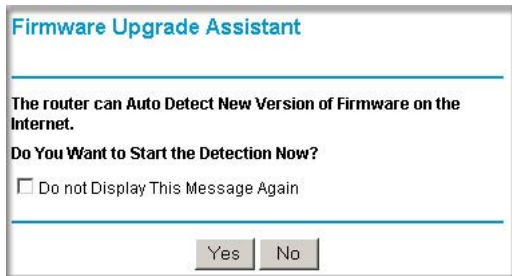 Firmware Upgrade Assistant
The router can Auto Detect New Version of Firmware on the
Internet.
Do You Want to Start the Detection Now?
Do not Display This Message Again
Yes No